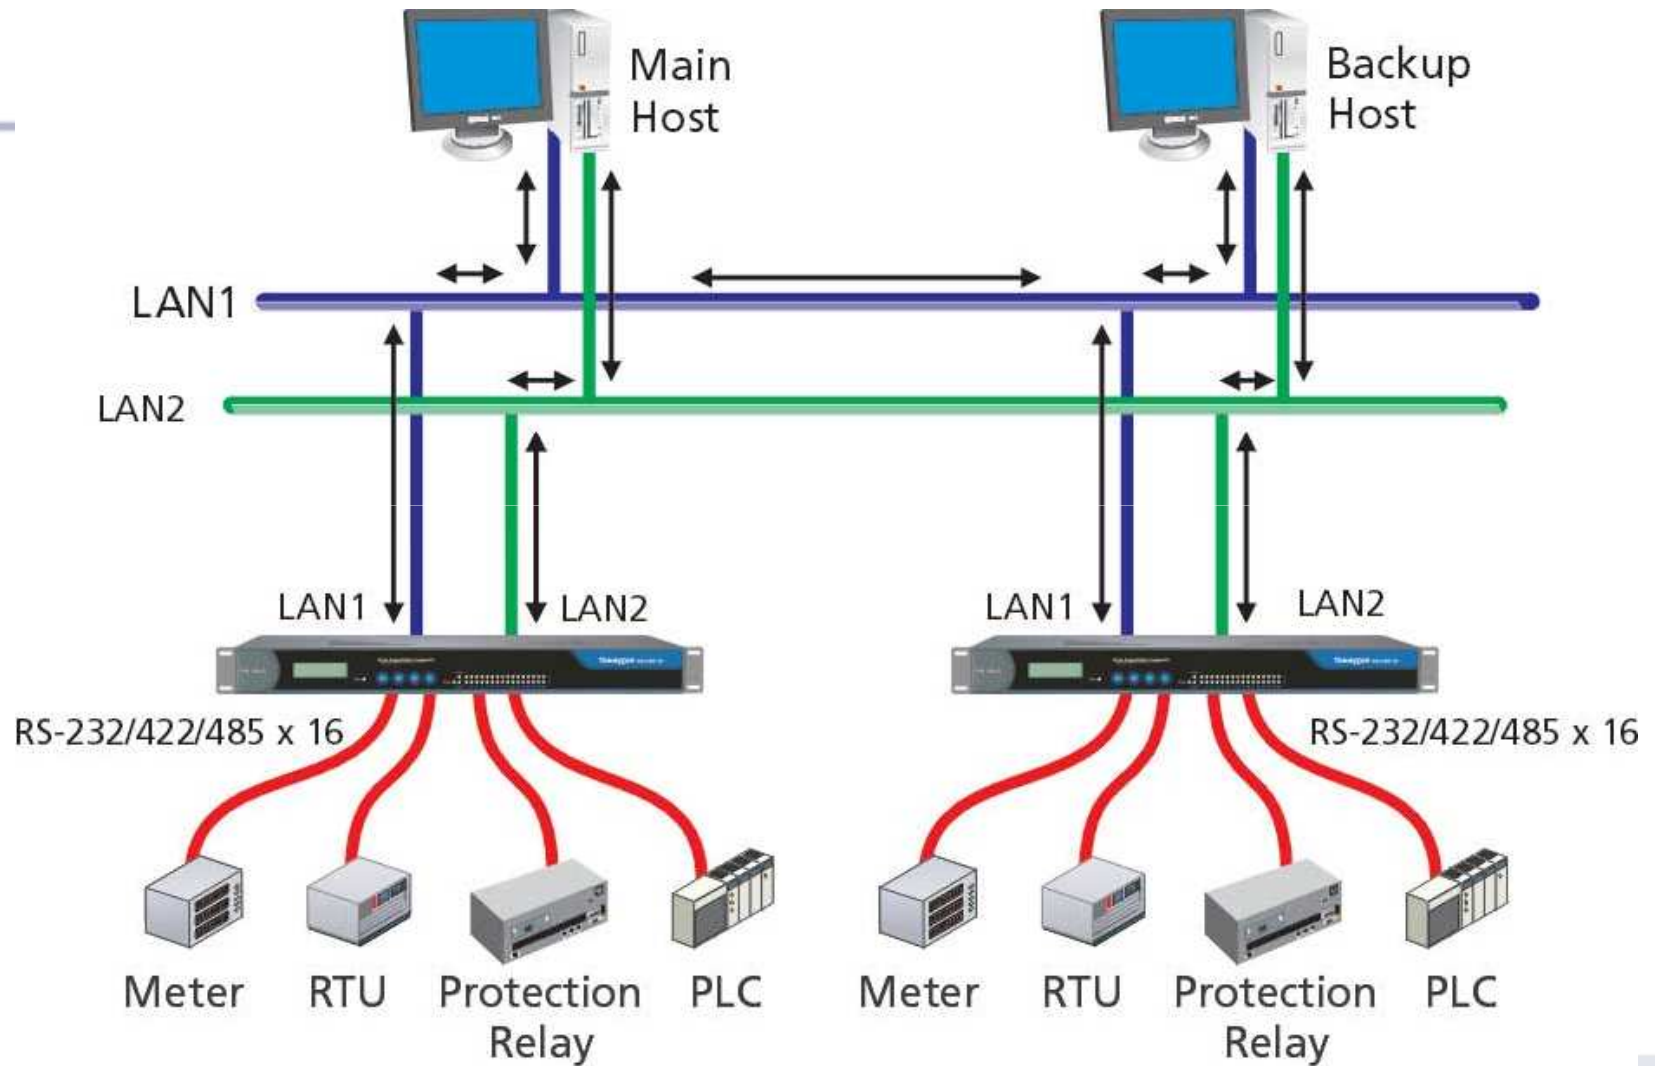 Main
Host
Backup
Host
LAN1
LAN2
LAN1
LAN2
LAN1
LAN2
RS-232/422/485 x 16
RS-232/422/485 x 16
Meter
RTU
Protection
Relay
PLC
Meter
RTU
Protection
Relay
PLC